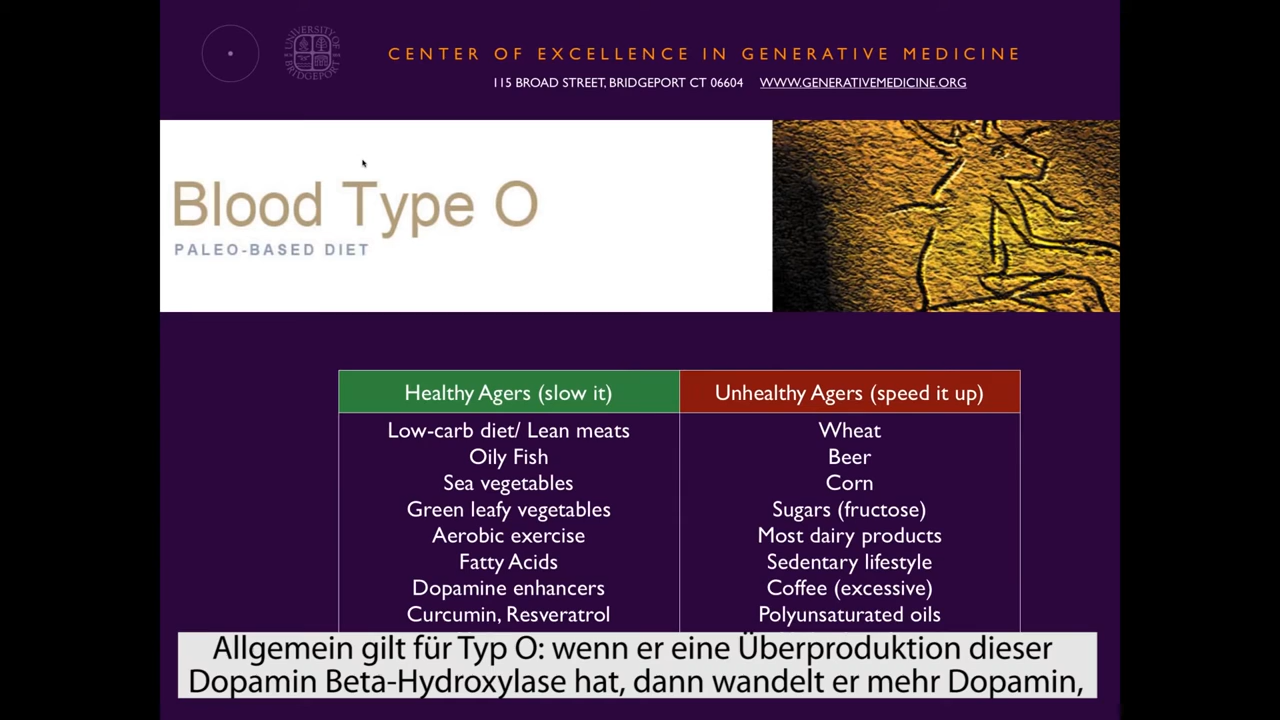 UNIVERSITY OF
BRIDGEPORT
CENTER OF EXCELLENCE IN GENERATIVE MEDICINE
115 BROAD STREET, BRIDGEPORT CT 06604 WWW.GENERATIVEMEDICINE.ORG
Blood Type O
PALEO-BASED DIET
Healthy Agers (slow it) Unhealthy Agers (speed it up)
Low-carb diet/ Lean meats Wheat
Oily Fish Beer
Sea vegetables Corn
Green leafy vegetables Sugars (fructose)
Aerobic exercise Most dairy products
Fatty Acids Sedentary lifestyle
Dopamine enhancers Coffee (excessive)
Curcumin, Resveratrol Polyunsaturated oils
Allgemein gilt für Typ O: wenn er eine Überproduktion dieser
Dopamin Beta-Hydroxylase hat, dann wandelt er mehr Dopamin,